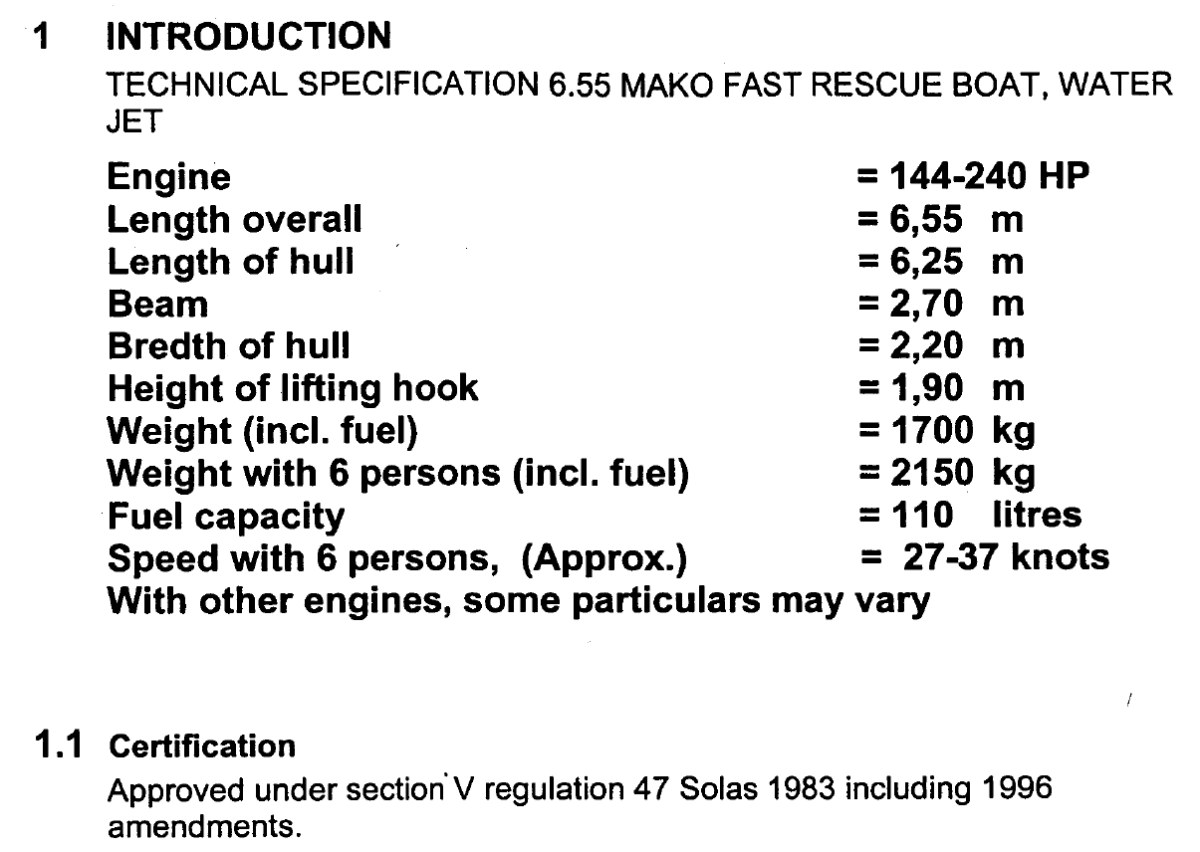 1 INTRODUCTION
TECHNICAL SPECIFICATION 6.55 MAKO FAST RESCUE BOAT, WATER
JET
Engine = 144-240 HP
Length overall = 6,55 m
Length of hull = 6,25 m
Beam = 2,70 m
Bredth of hull = 2,20 m
Height of lifting hook = 1,90 m
Weight (incl. fuel) = 1700 kg
Weight with 6 persons (incl. fuel) = 2150 kg
Fuel capacity = 110 litres
Speed with 6 persons, (Approx.) = 27-37 knots
With other engines, some particulars may vary
1.1 Certification
Approved under section V regulation 47 Solas 1983 including 1996
amendments.